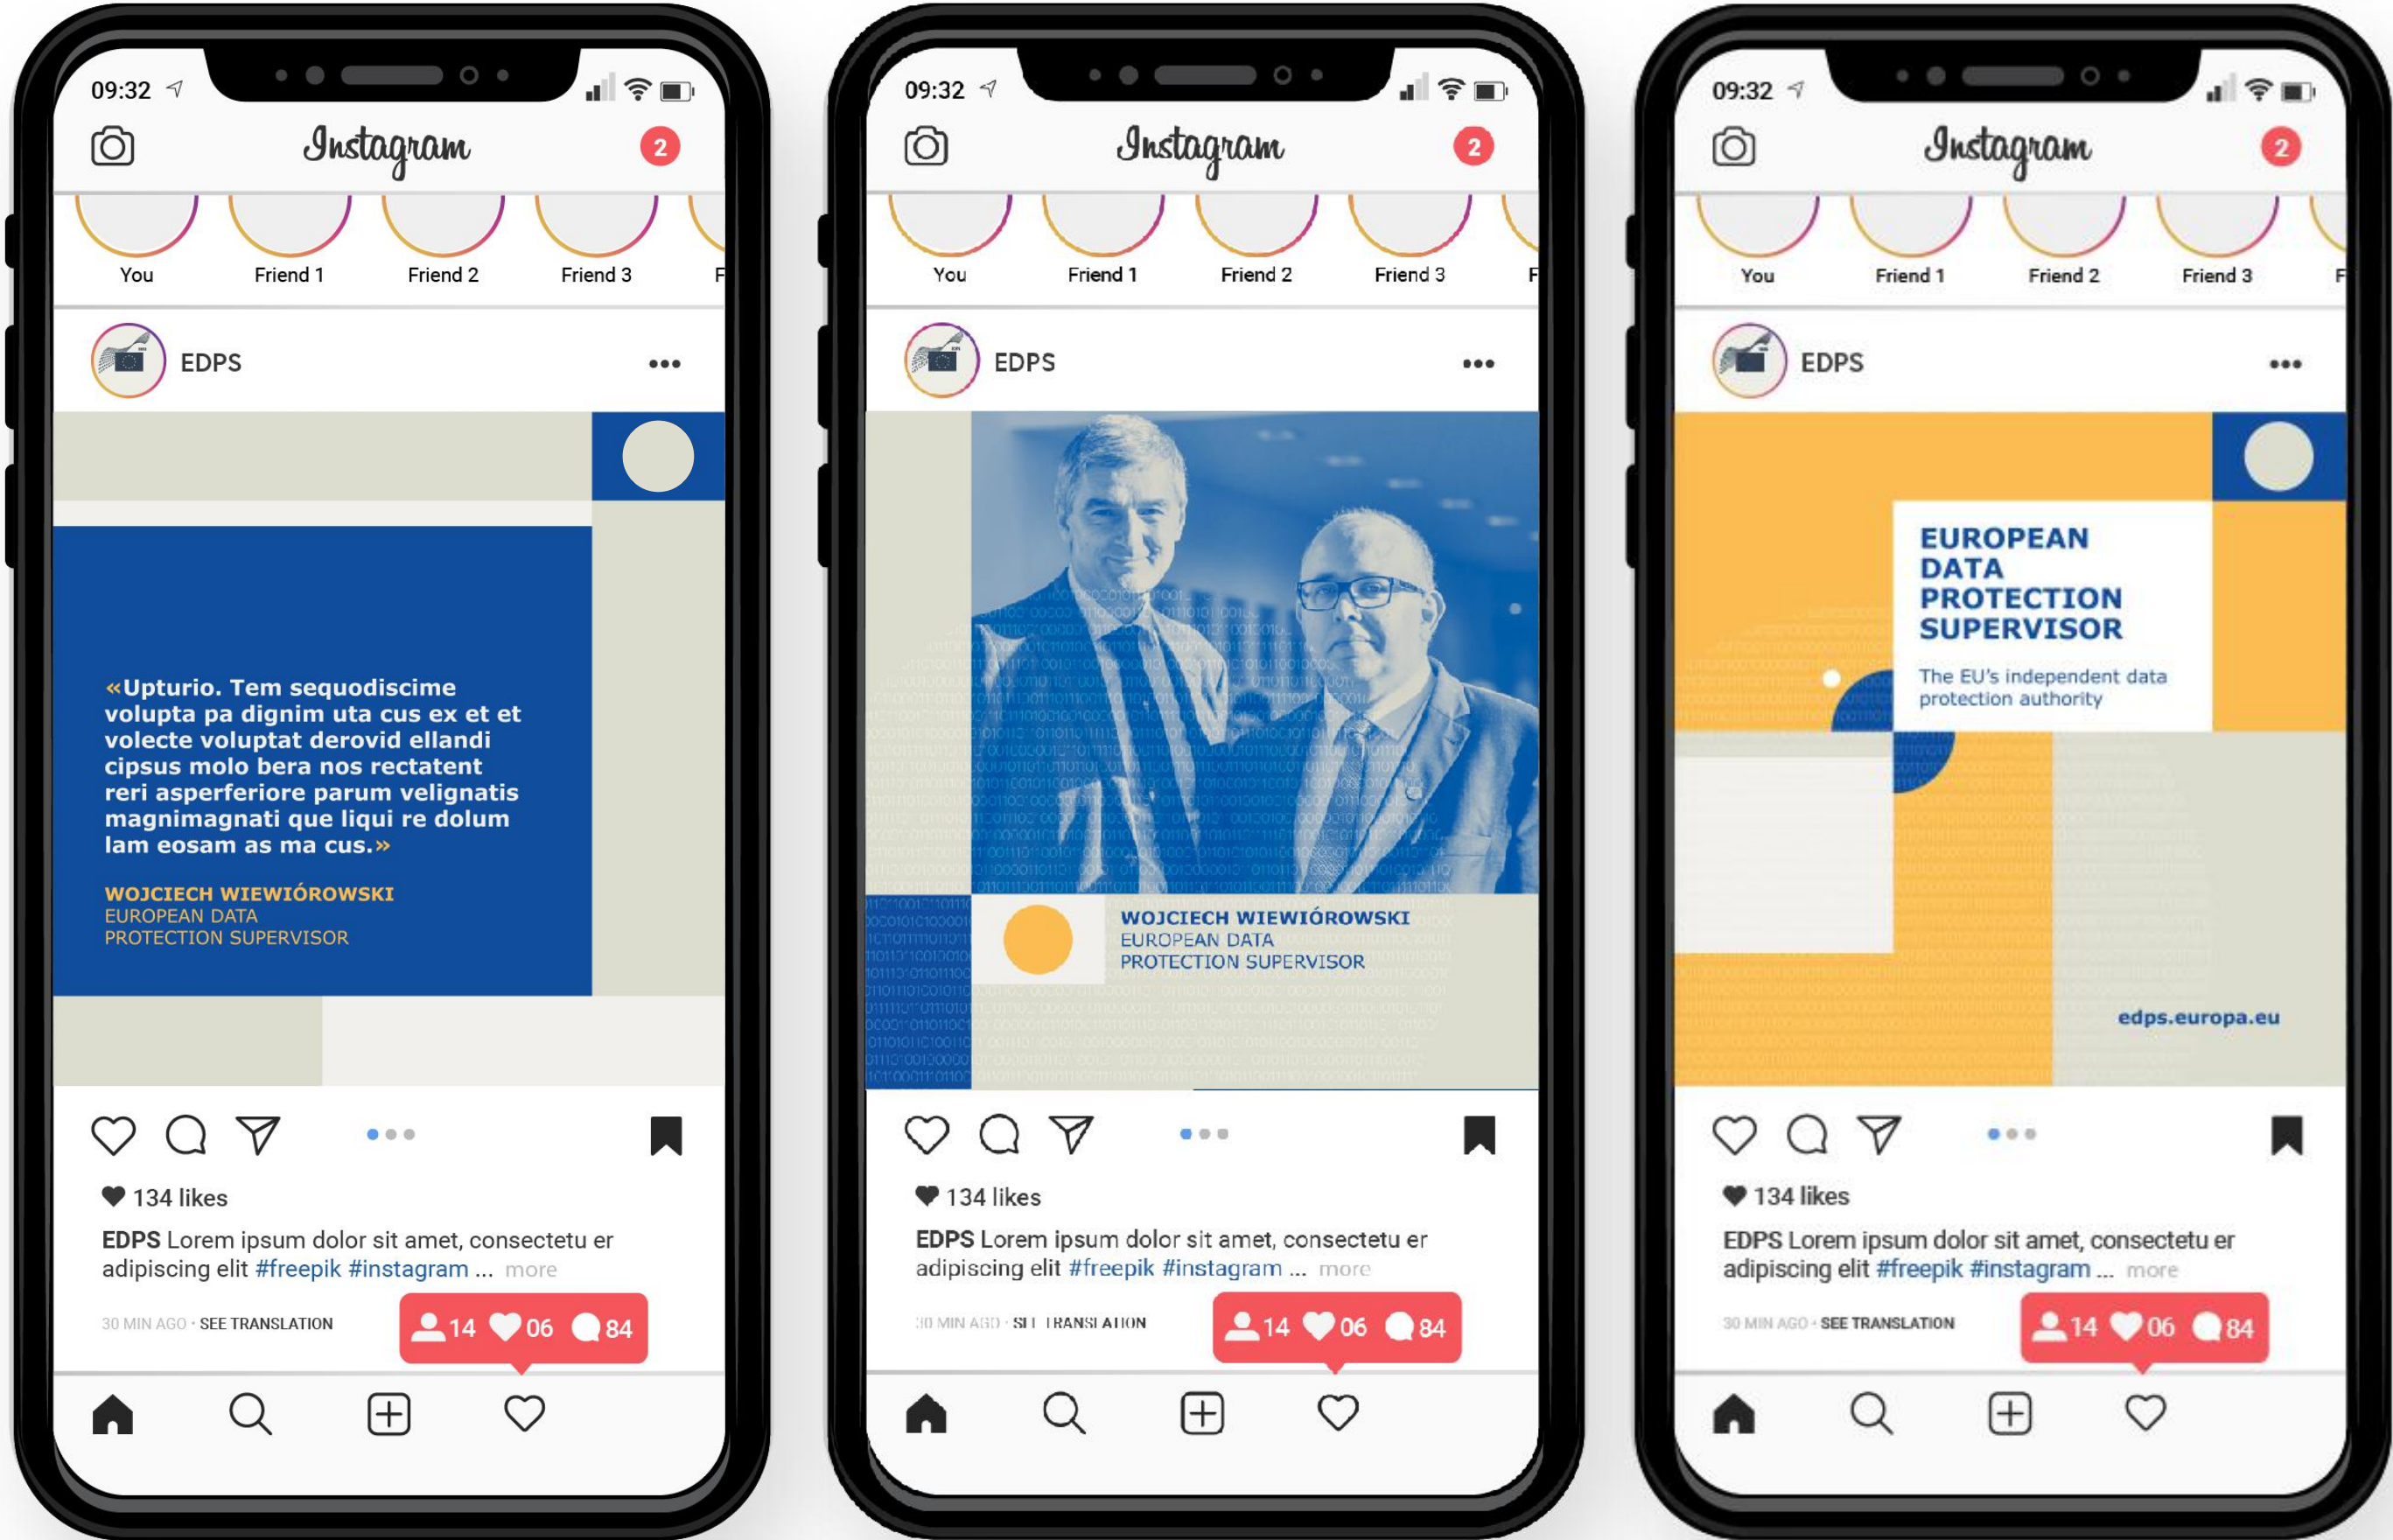 09:32
Instagram
2
You Friend 1 Friend 2 Friend 3 F
EDPS
«Upturio. Tem sequodiscime
volupta pa dignim uta cus ex et et
volecte voluptat derovid ellandi
cipsus molo bera nos rectatent
reri asperferiore parum velignatis
magnimagnati que liqui re dolum
lam eosam as ma cus.»
WOJCIECH WIEWIÓROWSKI
EUROPEAN DATA
PROTECTION SUPERVISOR
134 likes
EDPS Lorem ipsum dolor sit amet, consectetu er
adipiscing elit #freepik #instagram ... more
30 MIN AGO · SEE TRANSLATION
14 06 84
09:32
Instagram
2
You Friend 1 Friend 2 Friend 3 F
EDPS
WOJCIECH WIEWIÓROWSKI
EUROPEAN DATA
PROTECTION SUPERVISOR
134 likes
EDPS Lorem ipsum dolor sit amet, consectetu er
adipiscing elit #freepik #instagram ... more
30 MIN AGO · SEE TRANSLATION
14 06 84
09:32
Instagram
2
You Friend 1 Friend 2 Friend 3 F
EDPS
EUROPEAN
DATA
PROTECTION
SUPERVISOR
The EU's independent data
protection authority
edps.europa.eu
134 likes
EDPS Lorem ipsum dolor sit amet, consectetu er
adipiscing elit #freepik #instagram ... more
30 MIN AGO · SEE TRANSLATION
14 06 84